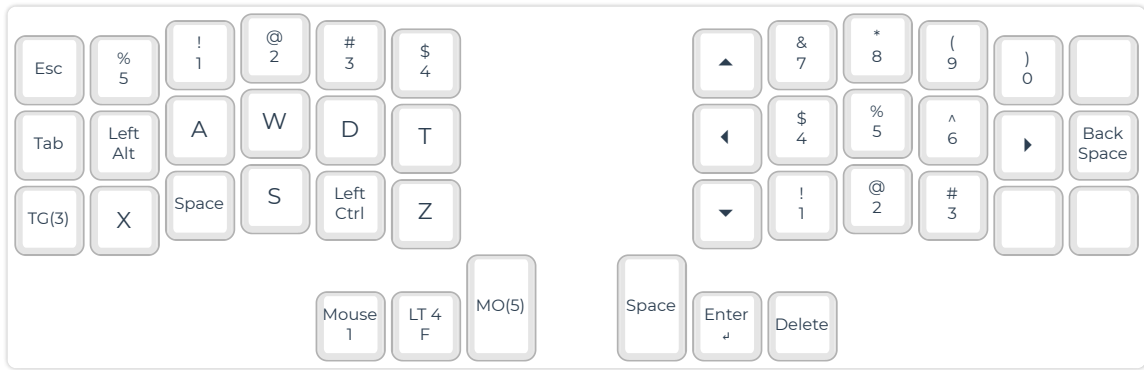 Esc
%
5
!
1
@
2
#
3
$
4
&
7
*
8
(
9
)
0
Tab
Left
Alt
A
W
D
T
$
4
%
5
^
6
Back
Space
TG(3)
X
Space
S
Left
Ctrl
Z
!
1
@
2
#
3
Mouse
1
LT 4
F
MO(5)
Space
Enter
↲
Delete